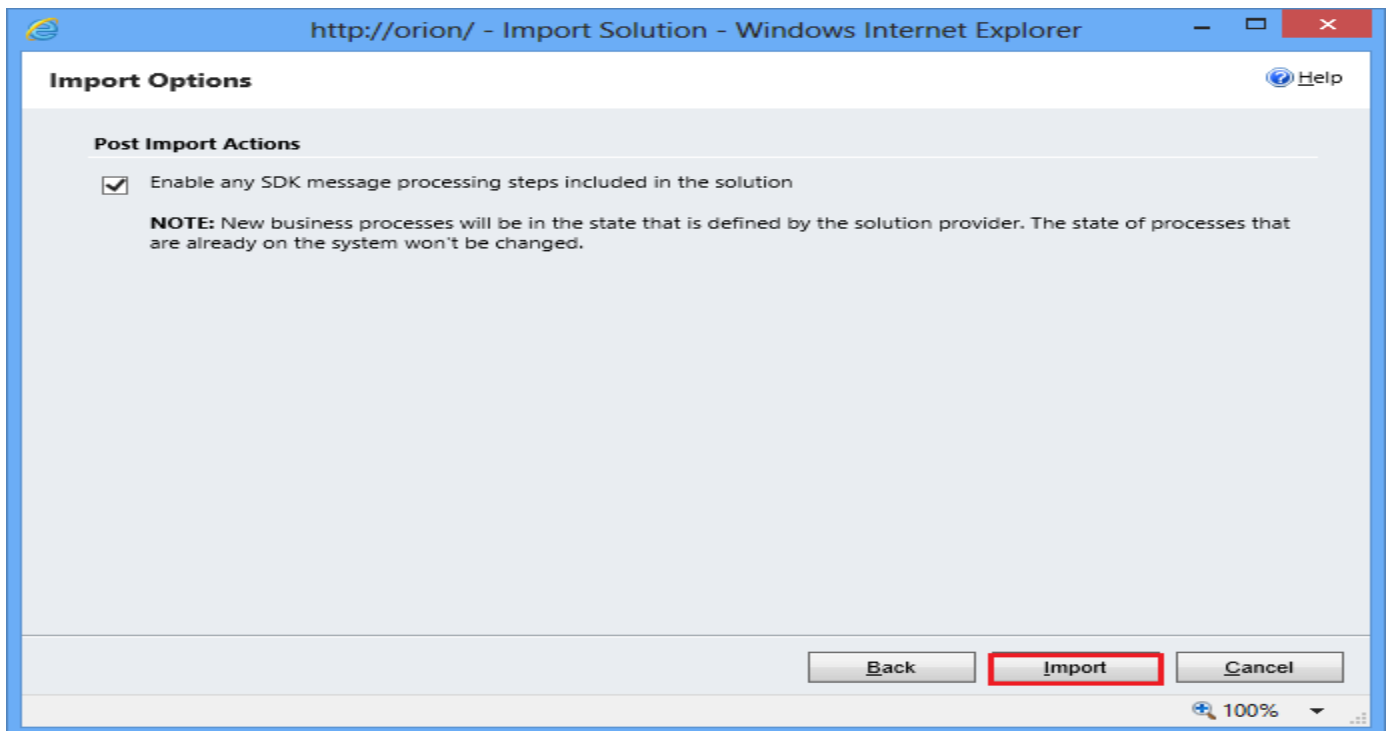 http://orion/ - Import Solution - Windows Internet Explorer
Import Options
Help
Post Import Actions
Enable any SDK message processing steps included in the solution
NOTE: New business processes will be in the state that is defined by the solution provider. The state of processes that
are already on the system won't be changed.
Back
Import
Cancel
100%